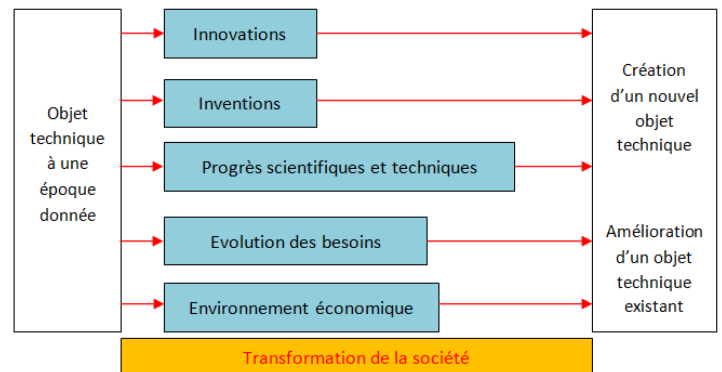 Objet
technique
à une
époque
donnée
Innovations
Inventions
Progrès scientifiques et techniques
Evolution des besoins
Environnement économique
Création
d'un nouvel
objet
technique
Amélioration
d'un objet
technique
existant
Transformation de la société